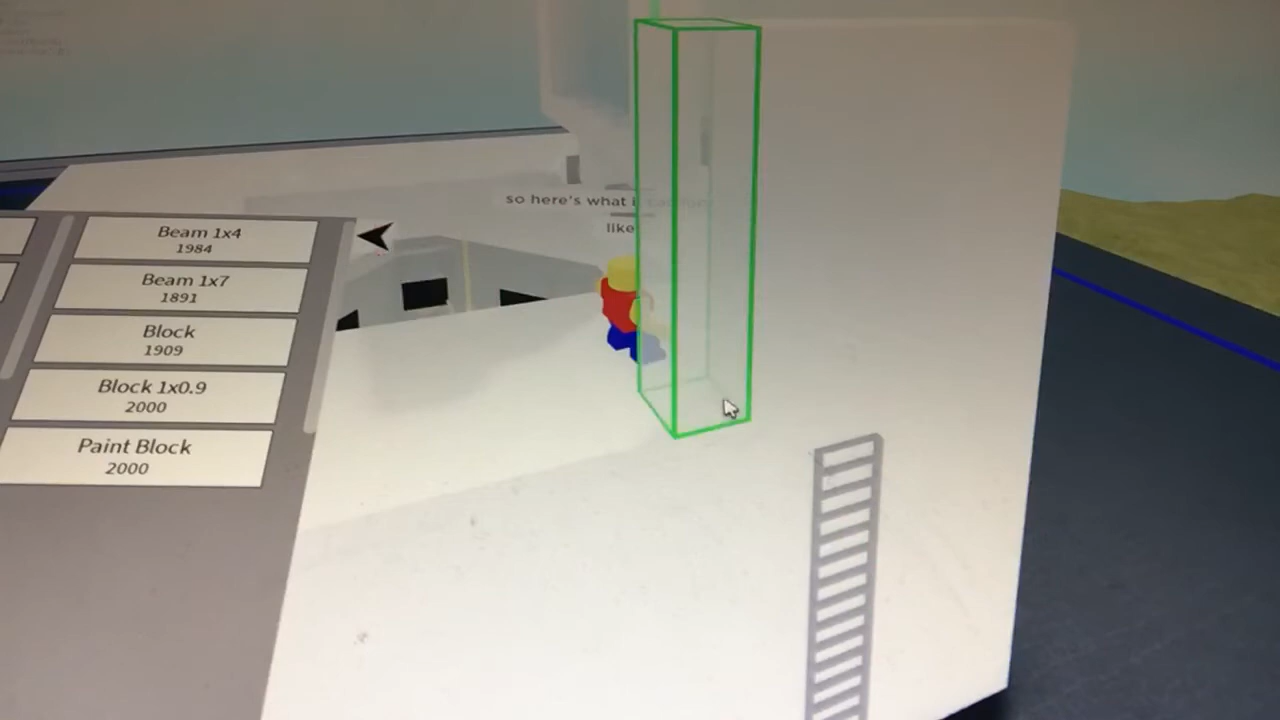 so here's what i
like
Beam 1x4
1984
Beam 1x7
1891
Block
1909
Block 1x0.9
2000
Paint Block
2000